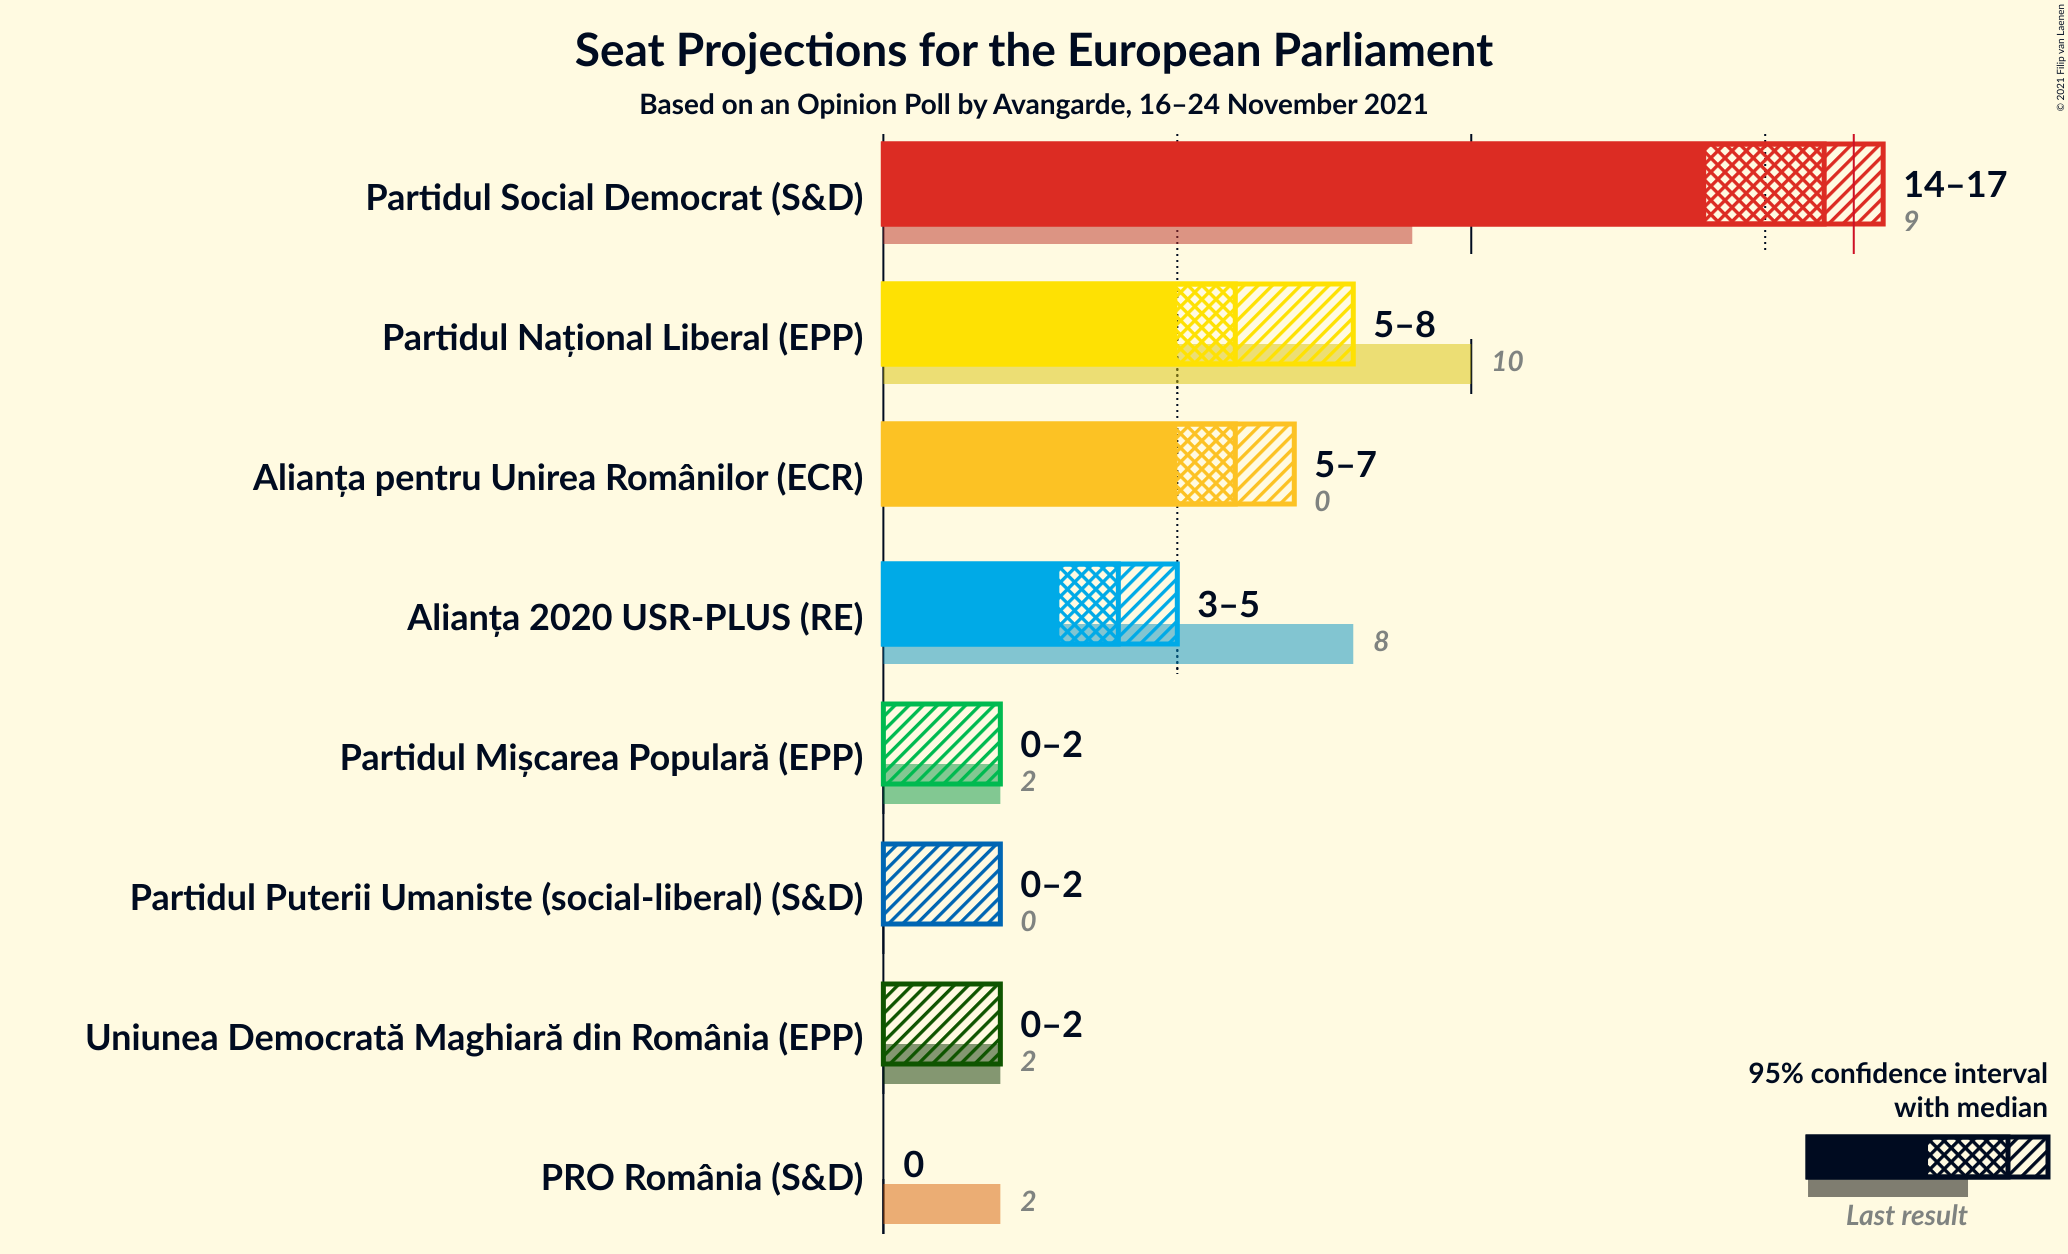 Seat Projections for the European Parliament
Based on an Opinion Poll by Avangarde, 16–24 November 2021
© 2021 Filip van Laenen
Partidul Social Democrat (S&D)
14–17
9
Partidul Național Liberal (EPP)
5–8
10
Alianța pentru Unirea Românilor (ECR)
5–7
0
Alianța 2020 USR-PLUS (RE)
3–5
8
Partidul Mișcarea Populară (EPP)
0–2
2
Partidul Puterii Umaniste (social-liberal) (S&D)
0–2
0
Uniunea Democrată Maghiară din România (EPP)
0–2
2
PRO România (S&D)
0
2
95% confidence interval
with median
Last result